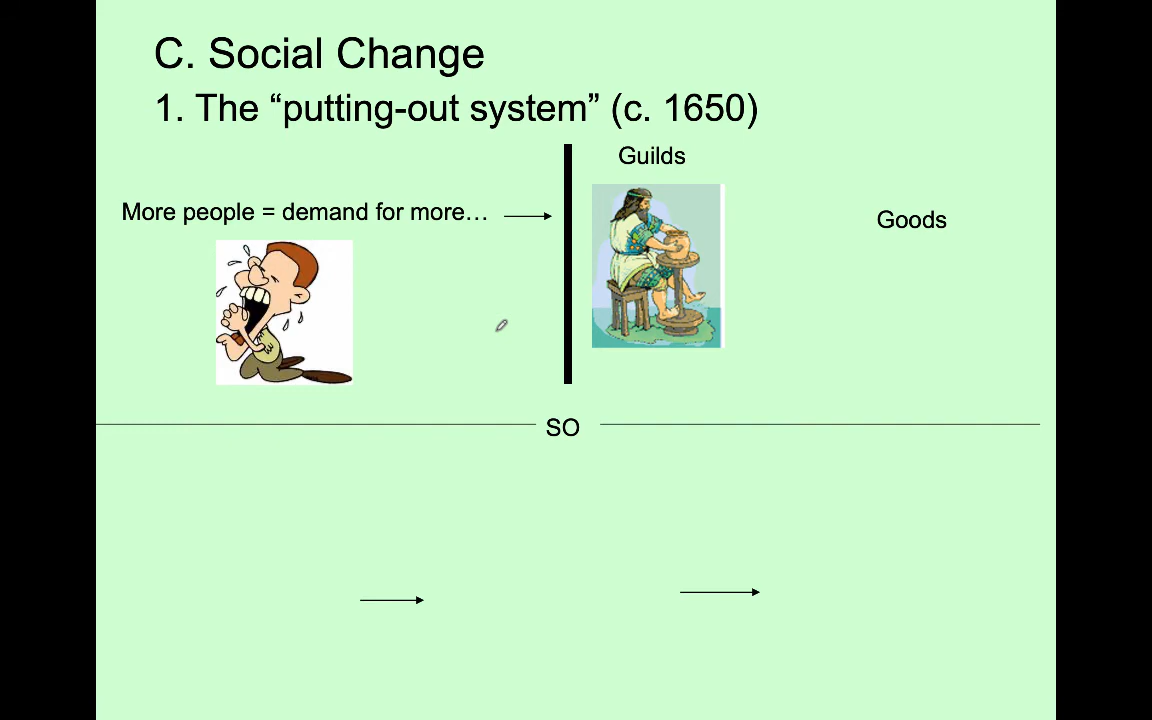 C. Social Change
1. The “putting-out system” (c. 1650)
Guilds
More people = demand for more…
Goods
SO